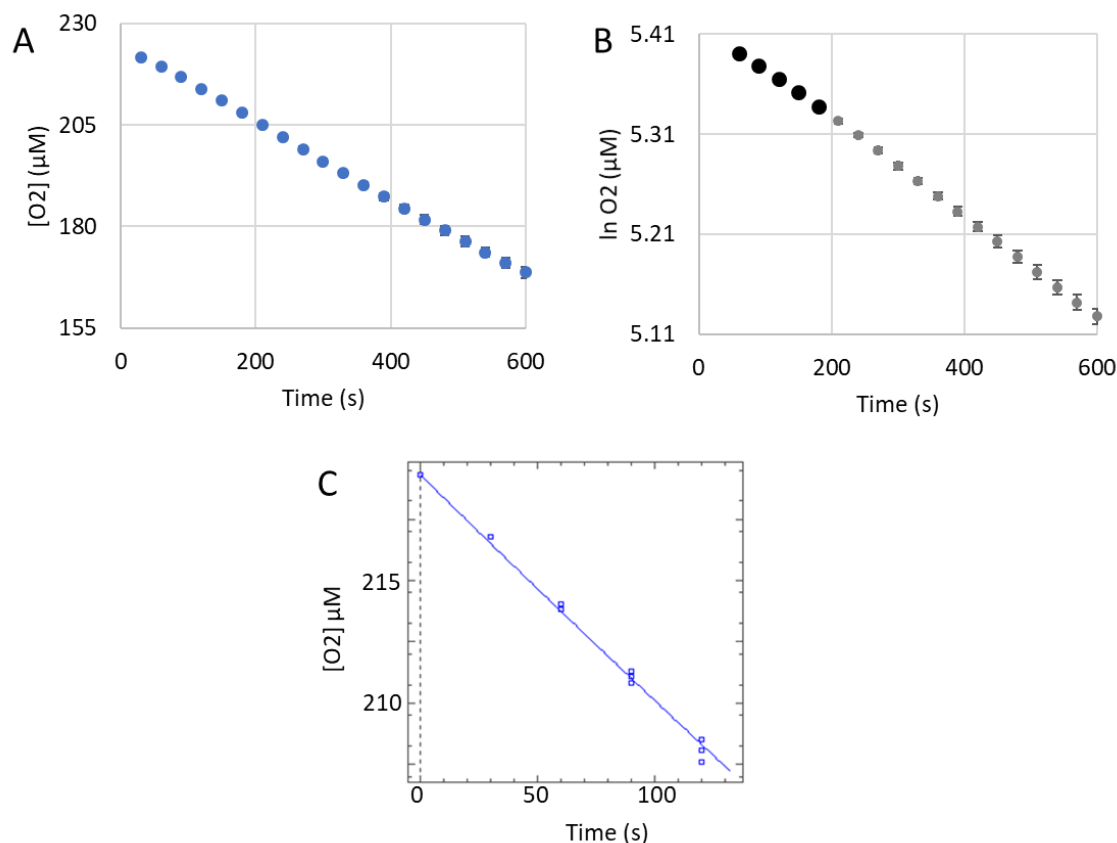 A
230
205
180
155
[O2] (µM)
0 200 400 600
Time (s)
B
5.41
5.31
5.21
5.11
ln O2 (µM)
0 200 400 600
Time (s)
C
215
210
[O2] µM
0 50 100
Time (s)